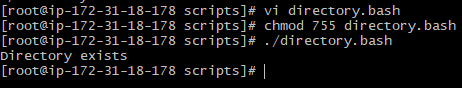 [root@ip-172-31-18-178 scripts]# vi directory.bash
[root@ip-172-31-18-178 scripts]# chmod 755 directory.bash
[root@ip-172-31-18-178 scripts]# ./directory.bash
Directory exists
[root@ip-172-31-18-178 scripts]#